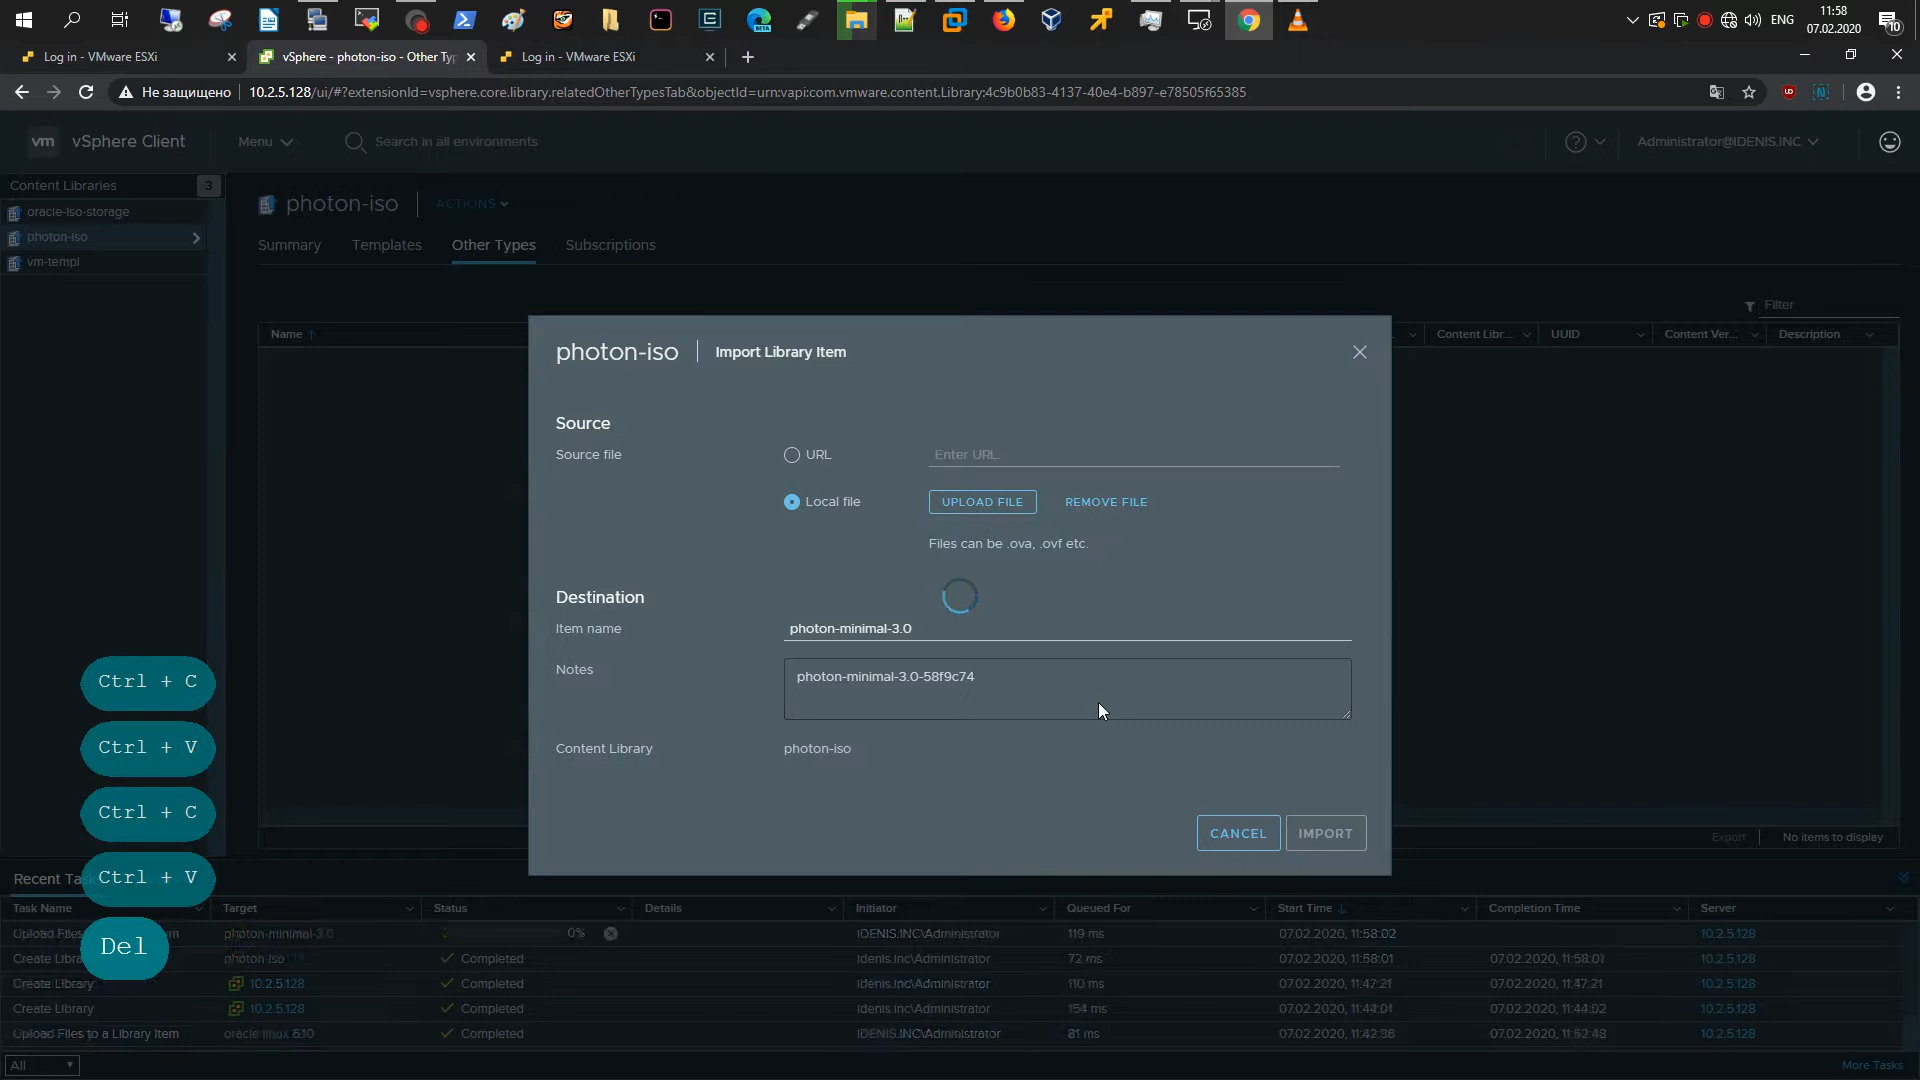 ENG
11:58
07.02.2020
10
Log in - VMware ESXi
vSphere - photon-iso - Other Typ
Log in - VMware ESXi
Не защищено
10.2.5.128/ui/#?extensionId=vsphere.core.library.relatedOtherTypesTab&objectId=urn:vapi:com.vmware.content.Library:4c9b0b83-4137-40e4-b897-e78505f65385
vm vSphere Client Menu Search in all environments Administrator@IDENIS.INC
Content Libraries 3
oracle-iso-storage
photon-iso
vm-templ
photon-iso ACTIONS
Summary Templates Other Types Subscriptions
Filter
Name Content Libr... UUID Content Ver... Description
photon-iso Import Library Item
Source
Source file URL Enter URL
Local file UPLOAD FILE REMOVE FILE
Files can be .ova, .ovf etc.
Destination
Item name photon-minimal-3.0
Notes photon-minimal-3.0-58f9c74
Content Library photon-iso
CANCEL IMPORT
Export No items to display
Ctrl + C
Ctrl + V
Ctrl + C
Ctrl + V
Del
Recent Ta
Task Name Target Status Details Initiator Queued For Start Time Completion Time Server
Upload Files photon-minimal-3.0 0% IDENIS.INC\Administrator 119 ms 07.02.2020, 11:58:02 10.2.5.128
Create Libra photon-iso Completed Idenis.Inc\Administrator 72 ms 07.02.2020, 11:58:01 07.02.2020, 11:58:01 10.2.5.128
Create Library 10.2.5.128 Completed Idenis.Inc\Administrator 110 ms 07.02.2020, 11:47:21 07.02.2020, 11:47:21 10.2.5.128
Create Library 10.2.5.128 Completed Idenis.Inc\Administrator 154 ms 07.02.2020, 11:44:01 07.02.2020, 11:44:02 10.2.5.128
Upload Files to a Library Item oracle linux 6.10 Completed IDENIS.INC\Administrator 81 ms 07.02.2020, 11:42:38 07.02.2020, 11:52:48 10.2.5.128
All More Tasks